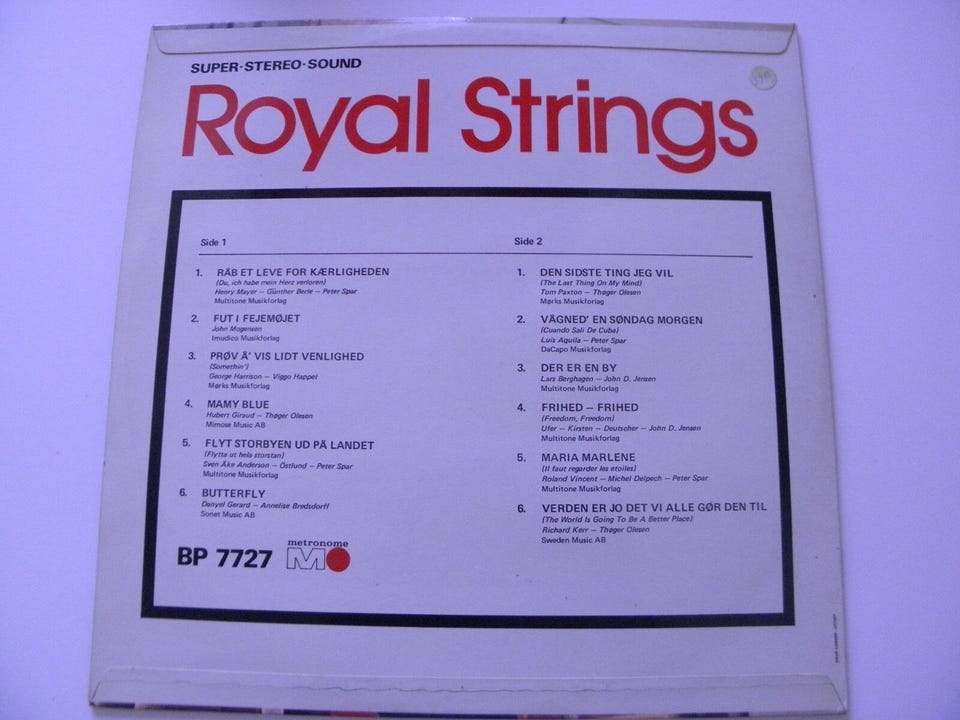 SUPER·STEREO·SOUND
Royal Strings
Side 1
1. RÅB ET LEVE FOR KÆRLIGHEDEN
(Du, ich habe mein Herz verloren)
Henry Mayer – Günther Berle – Peter Spar
Multitone Musikforlag
2. FUT I FEJEMØJET
John Mogensen
Imudico Musikforlag
3. PRØV Å' VIS LIDT VENLIGHED
(Somethin')
George Harrison – Viggo Happel
Mørks Musikforlag
4. MAMY BLUE
Hubert Giraud – Thøger Olesen
Mimose Music AB
5. FLYT STORBYEN UD PÅ LANDET
(Flytta ut hela storstan)
Sven Åke Anderson – Östlund – Peter Spar
Multitone Musikforlag
6. BUTTERFLY
Danyel Gerard – Annelise Bredsdorff
Sonet Music AB
BP 7727
metronome
Side 2
1. DEN SIDSTE TING JEG VIL
(The Last Thing On My Mind)
Tom Paxton – Thøger Olesen
Mørks Musikforlag
2. VÅGNED' EN SØNDAG MORGEN
(Cuando Sali De Cuba)
Luis Aquila – Peter Spar
DaCapo Musikforlag
3. DER ER EN BY
Lars Berghagen – John D. Jensen
Multitone Musikforlag
4. FRIHED – FRIHED
(Freedom, Freedom)
Ufer – Kirsten – Deutscher – John D. Jensen
Multitone Musikforlag
5. MARIA MARLENE
(Il faut regarder les etoiles)
Roland Vincent – Michel Delpech – Peter Spar
Multitone Musikforlag
6. VERDEN ER JO DET VI ALLE GØR DEN TIL
(The World Is Going To Be A Better Place)
Richard Kerr – Thøger Olesen
Sweden Music AB